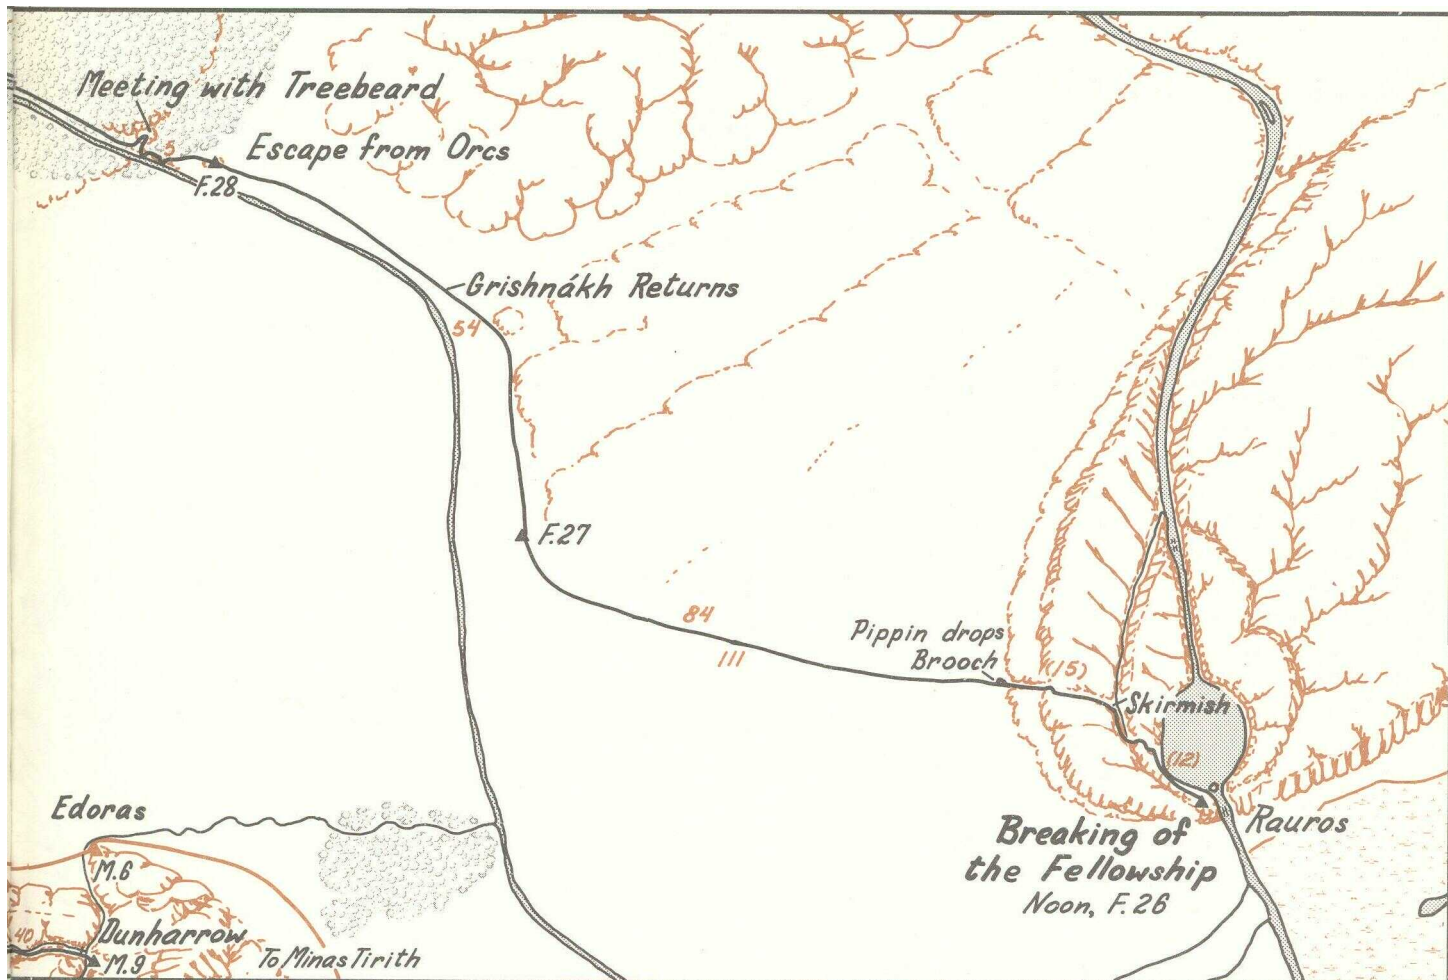 Meeting with Treebeard
5
Escape from Orcs
F.28
Grishnákh Returns
54
F.27
84
111
Pippin drops
Brooch
(15)
Skirmish
(12)
Edoras
M.6
Breaking of
the Fellowship
Noon, F.26
Rauros
40
Dunharrow
M.9
To Minas Tirith